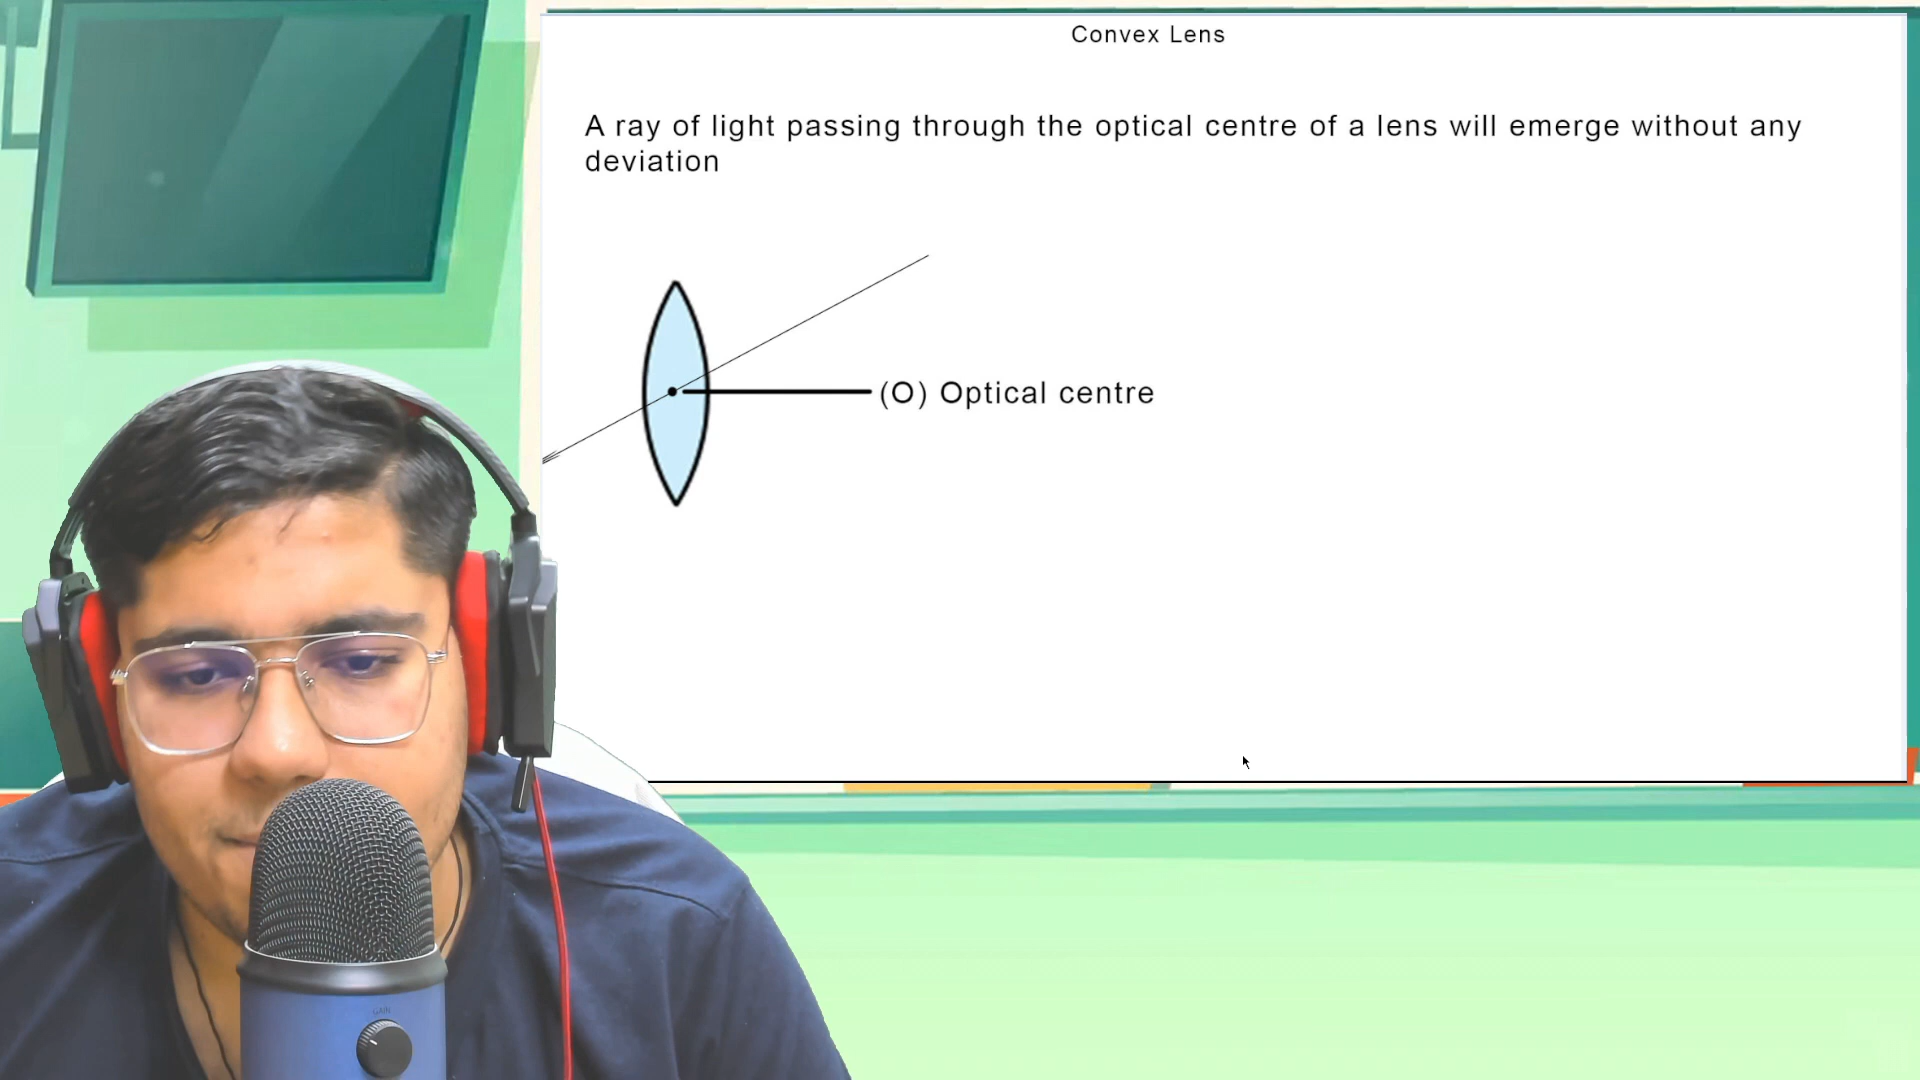 Convex Lens
A ray of light passing through the optical centre of a lens will emerge without any
deviation
(O) Optical centre
GAIN